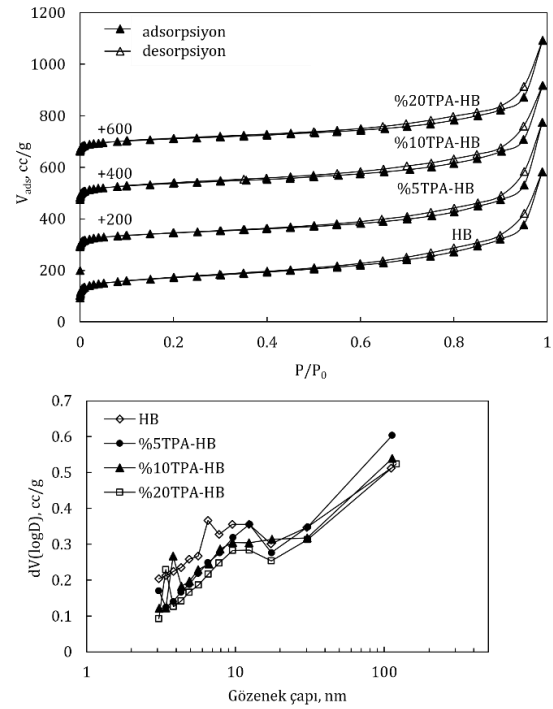 1200
1000
800
600
400
200
0
V ads, cc/g
adsorpsiyon
desorpsiyon
+600
%20TPA-HB
+400
%10TPA-HB
+200
%5TPA-HB
HB
0 0.2 0.4 0.6 0.8 1
P/P0
0.7
0.6
0.5
0.4
0.3
0.2
0.1
0
dV(logD), cc/g
HB
%5TPA-HB
%10TPA-HB
%20TPA-HB
1 10 100
Gözenek çapı, nm